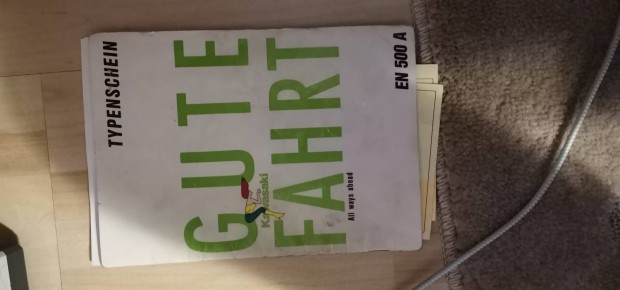 TYPENSCHEIN
GUTE
FAHRT
Kawasaki
All ways ahead
EN 500 A